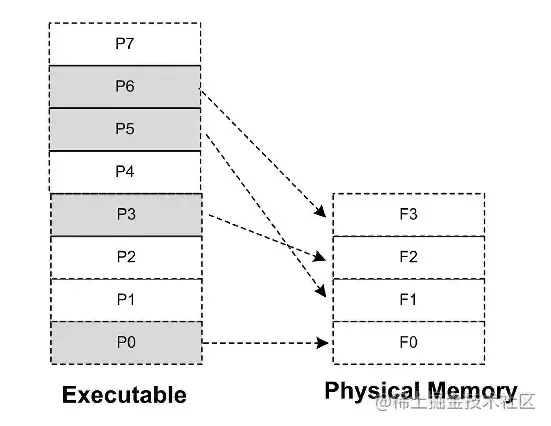 P7
P6
P5
P4
P3
P2
P1
P0
Executable
F3
F2
F1
F0
Physical Memory
@稀土掘金技术社区